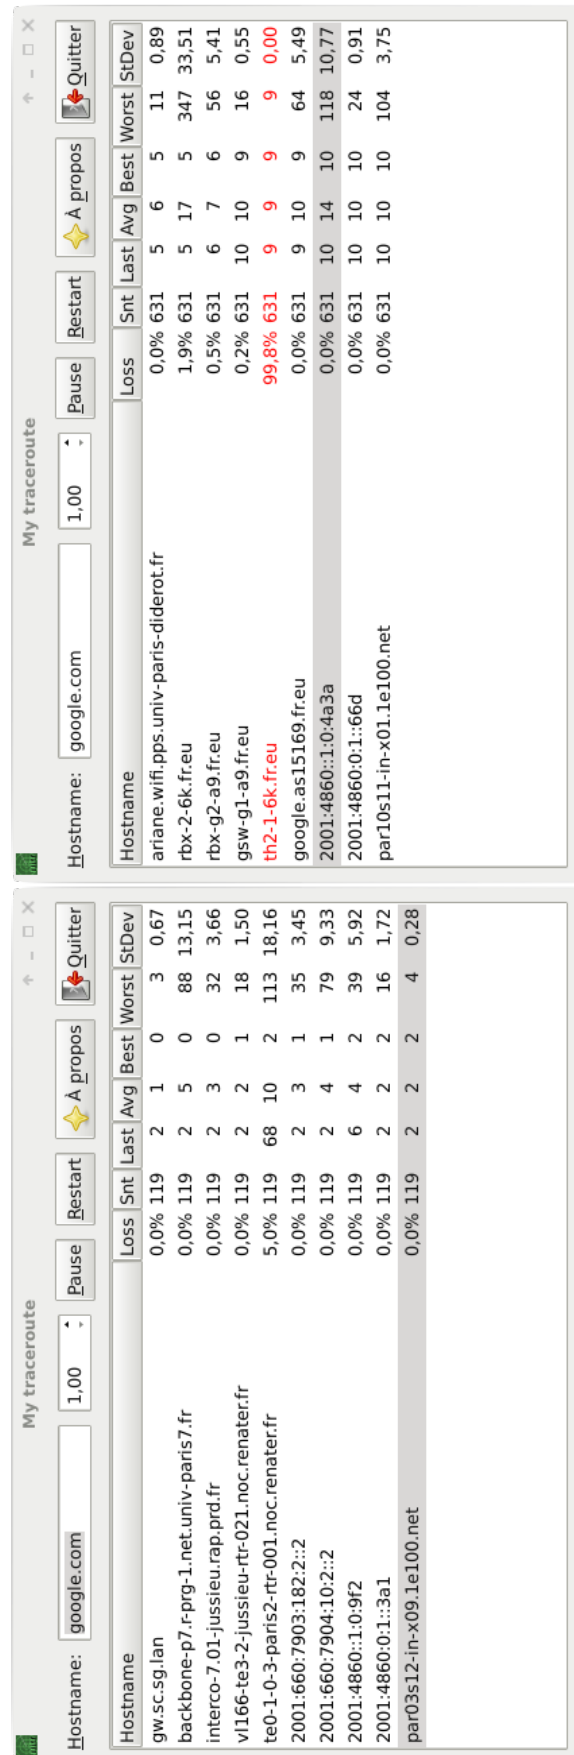 My traceroute
Hostname: google.com 1,00 Pause Restart À propos Quitter
Hostname Loss Snt Last Avg Best Worst StDev
gw.sc.sg.lan 0,0% 119 2 1 0 3 0,67
backbone-p7.r-prg-1.net.univ-paris7.fr 0,0% 119 2 5 0 88 13,15
interco-7.01-jussieu.rap.prd.fr 0,0% 119 2 3 0 32 3,66
vl166-te3-2-jussieu-rtr-021.noc.renater.fr 0,0% 119 2 2 1 18 1,50
te0-1-0-3-paris2-rtr-001.noc.renater.fr 5,0% 119 68 10 2 113 18,16
2001:660:7903:182:2::2 0,0% 119 2 3 1 35 3,45
2001:660:7904:10:2::2 0,0% 119 2 4 1 79 9,33
2001:4860::1:0:9f2 0,0% 119 6 4 2 39 5,92
2001:4860:0:1::3a1 0,0% 119 2 2 2 16 1,72
par03s12-in-x09.1e100.net 0,0% 119 2 2 2 4 0,28
My traceroute
Hostname: google.com 1,00 Pause Restart À propos Quitter
Hostname Loss Snt Last Avg Best Worst StDev
ariane.wifi.pps.univ-paris-diderot.fr 0,0% 631 5 6 5 11 0,89
rbx-2-6k.fr.eu 1,9% 631 5 17 5 347 33,51
rbx-g2-a9.fr.eu 0,5% 631 6 7 6 56 5,41
gsw-g1-a9.fr.eu 0,2% 631 10 10 9 16 0,55
th2-1-6k.fr.eu 99,8% 631 9 9 9 9 0,00
google.as15169.fr.eu 0,0% 631 9 10 9 64 5,49
2001:4860::1:0:4a3a 0,0% 631 10 14 10 118 10,77
2001:4860:0:1::66d 0,0% 631 10 10 10 24 0,91
par10s11-in-x01.1e100.net 0,0% 631 10 10 10 104 3,75